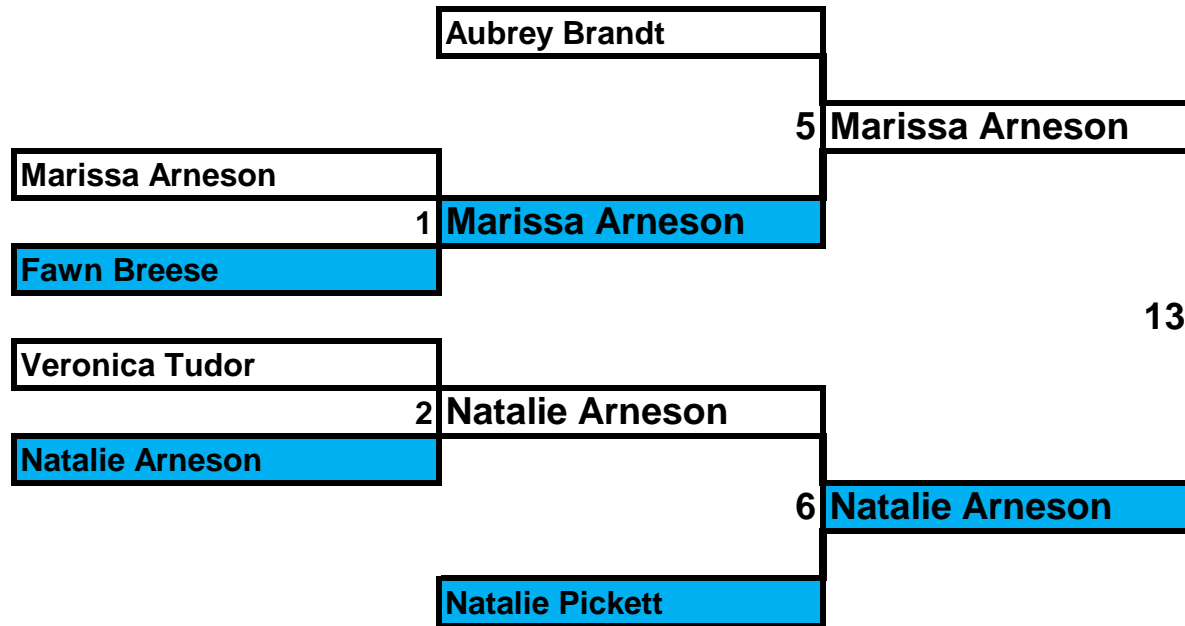 Aubrey Brandt
5 Marissa Arneson
Marissa Arneson
1 Marissa Arneson
Fawn Breese
13
Veronica Tudor
2 Natalie Arneson
Natalie Arneson
6 Natalie Arneson
Natalie Pickett